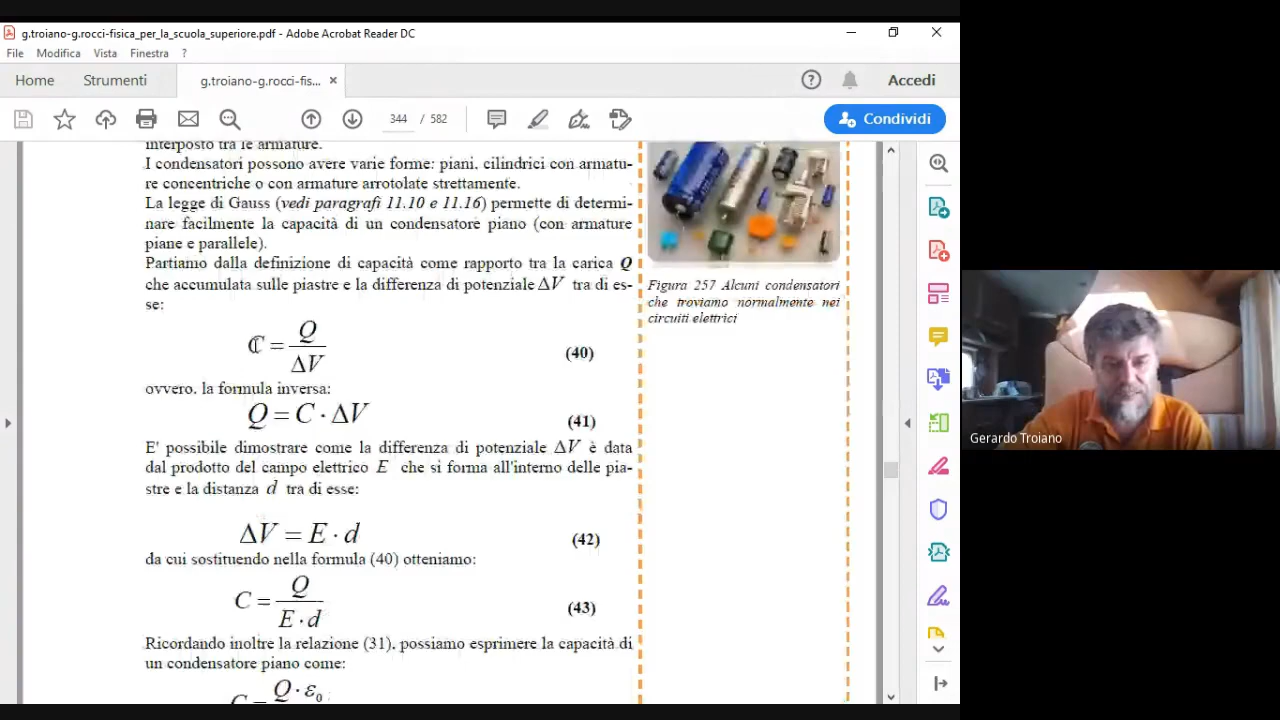 g.troiano-g.rocci-fisica_per_la_scuola_superiore.pdf - Adobe Acrobat Reader DC
File Modifica Vista Finestra ?
Home Strumenti g.troiano-g.rocci-fis... × Accedi
344 / 582 Condividi
interposto tra le armature.
I condensatori possono avere varie forme: piani, cilindrici con armatu-
re concentriche o con armature arrotolate strettamente.
La legge di Gauss (vedi paragrafi 11.10 e 11.16) permette di determi-
nare facilmente la capacità di un condensatore piano (con armature
piane e parallele).
Partiamo dalla definizione di capacità come rapporto tra la carica Q
che accumulata sulle piastre e la differenza di potenziale ΔV tra di es-
se:
C = Q / ΔV (40)
ovvero, la formula inversa:
Q = C · ΔV (41)
E' possibile dimostrare come la differenza di potenziale ΔV è data
dal prodotto del campo elettrico E che si forma all'interno delle pia-
stre e la distanza d tra di esse:
ΔV = E · d (42)
da cui sostituendo nella formula (40) otteniamo:
C = Q / E · d (43)
Ricordando inoltre la relazione (31), possiamo esprimere la capacità di
un condensatore piano come:
C = Q · ε0
Figura 257 Alcuni condensatori
che troviamo normalmente nei
circuiti elettrici
Gerardo Troiano